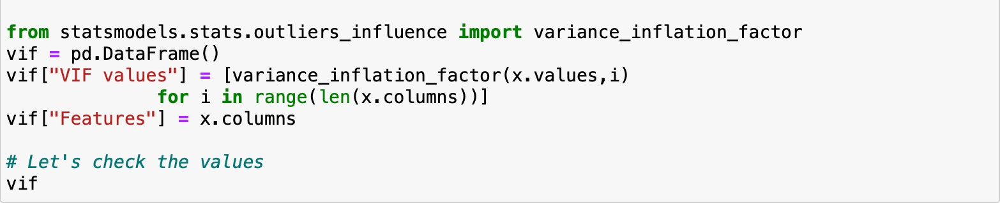 from statsmodels.stats.outliers_influence import variance_inflation_factor
vif = pd.DataFrame()
vif["VIF values"] = [variance_inflation_factor(x.values,i)
              for i in range(len(x.columns))]
vif["Features"] = x.columns

# Let's check the values
vif